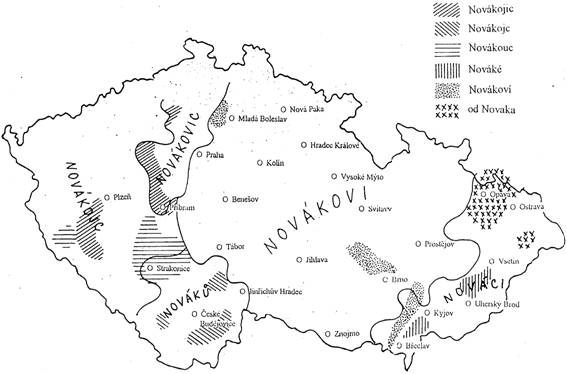 Novákojic
Novákojc
Novákouc
Nováké
Novákoví
od Novaka
Nová Paka
Mladá Boleslav
NOVÁKOVIC
Hradec Králové
Praha
Kolín
Vysoké Mýto
NOVÁKOUC
Plzeň
Příbram
Benešov
NOVÁKOVI
Svitavy
Opava
Ostrava
Tábor
Prostějov
Strakonice
Jihlava
Brno
Vsetín
NOVÁCI
Jindřichův Hradec
NOVÁKŮ
Uherský Brod
České
Budějovice
Kyjov
Znojmo
Břeclav